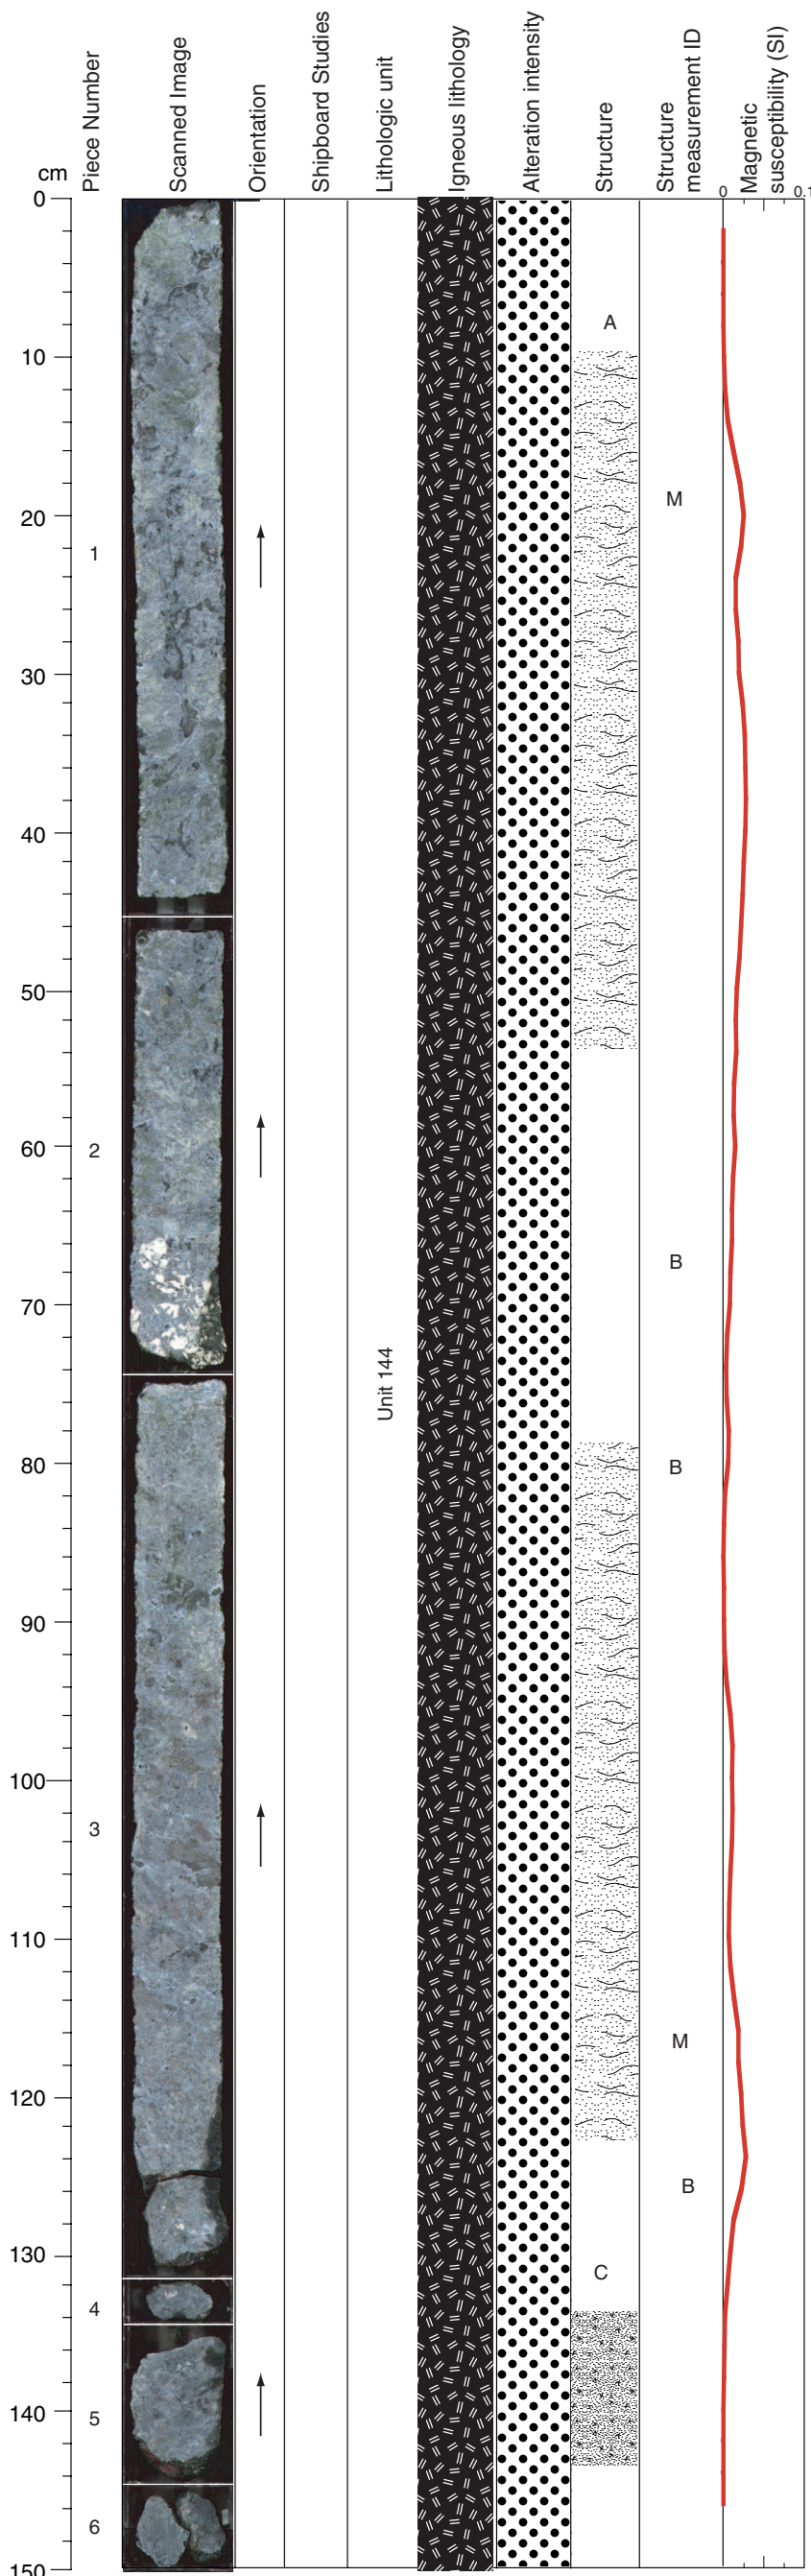 cm
Piece Number
Scanned Image
Orientation
Shipboard Studies
Lithologic unit
Igneous lithology
Alteration intensity
Structure
Structure
measurement ID
Magnetic
susceptibility (SI)
0 0.1
0
A
10
M
20
1
30
40
50
60
2
B
70
Unit 144
80
B
90
100
3
110
M
120
B
130
C
4
140
5
6
150